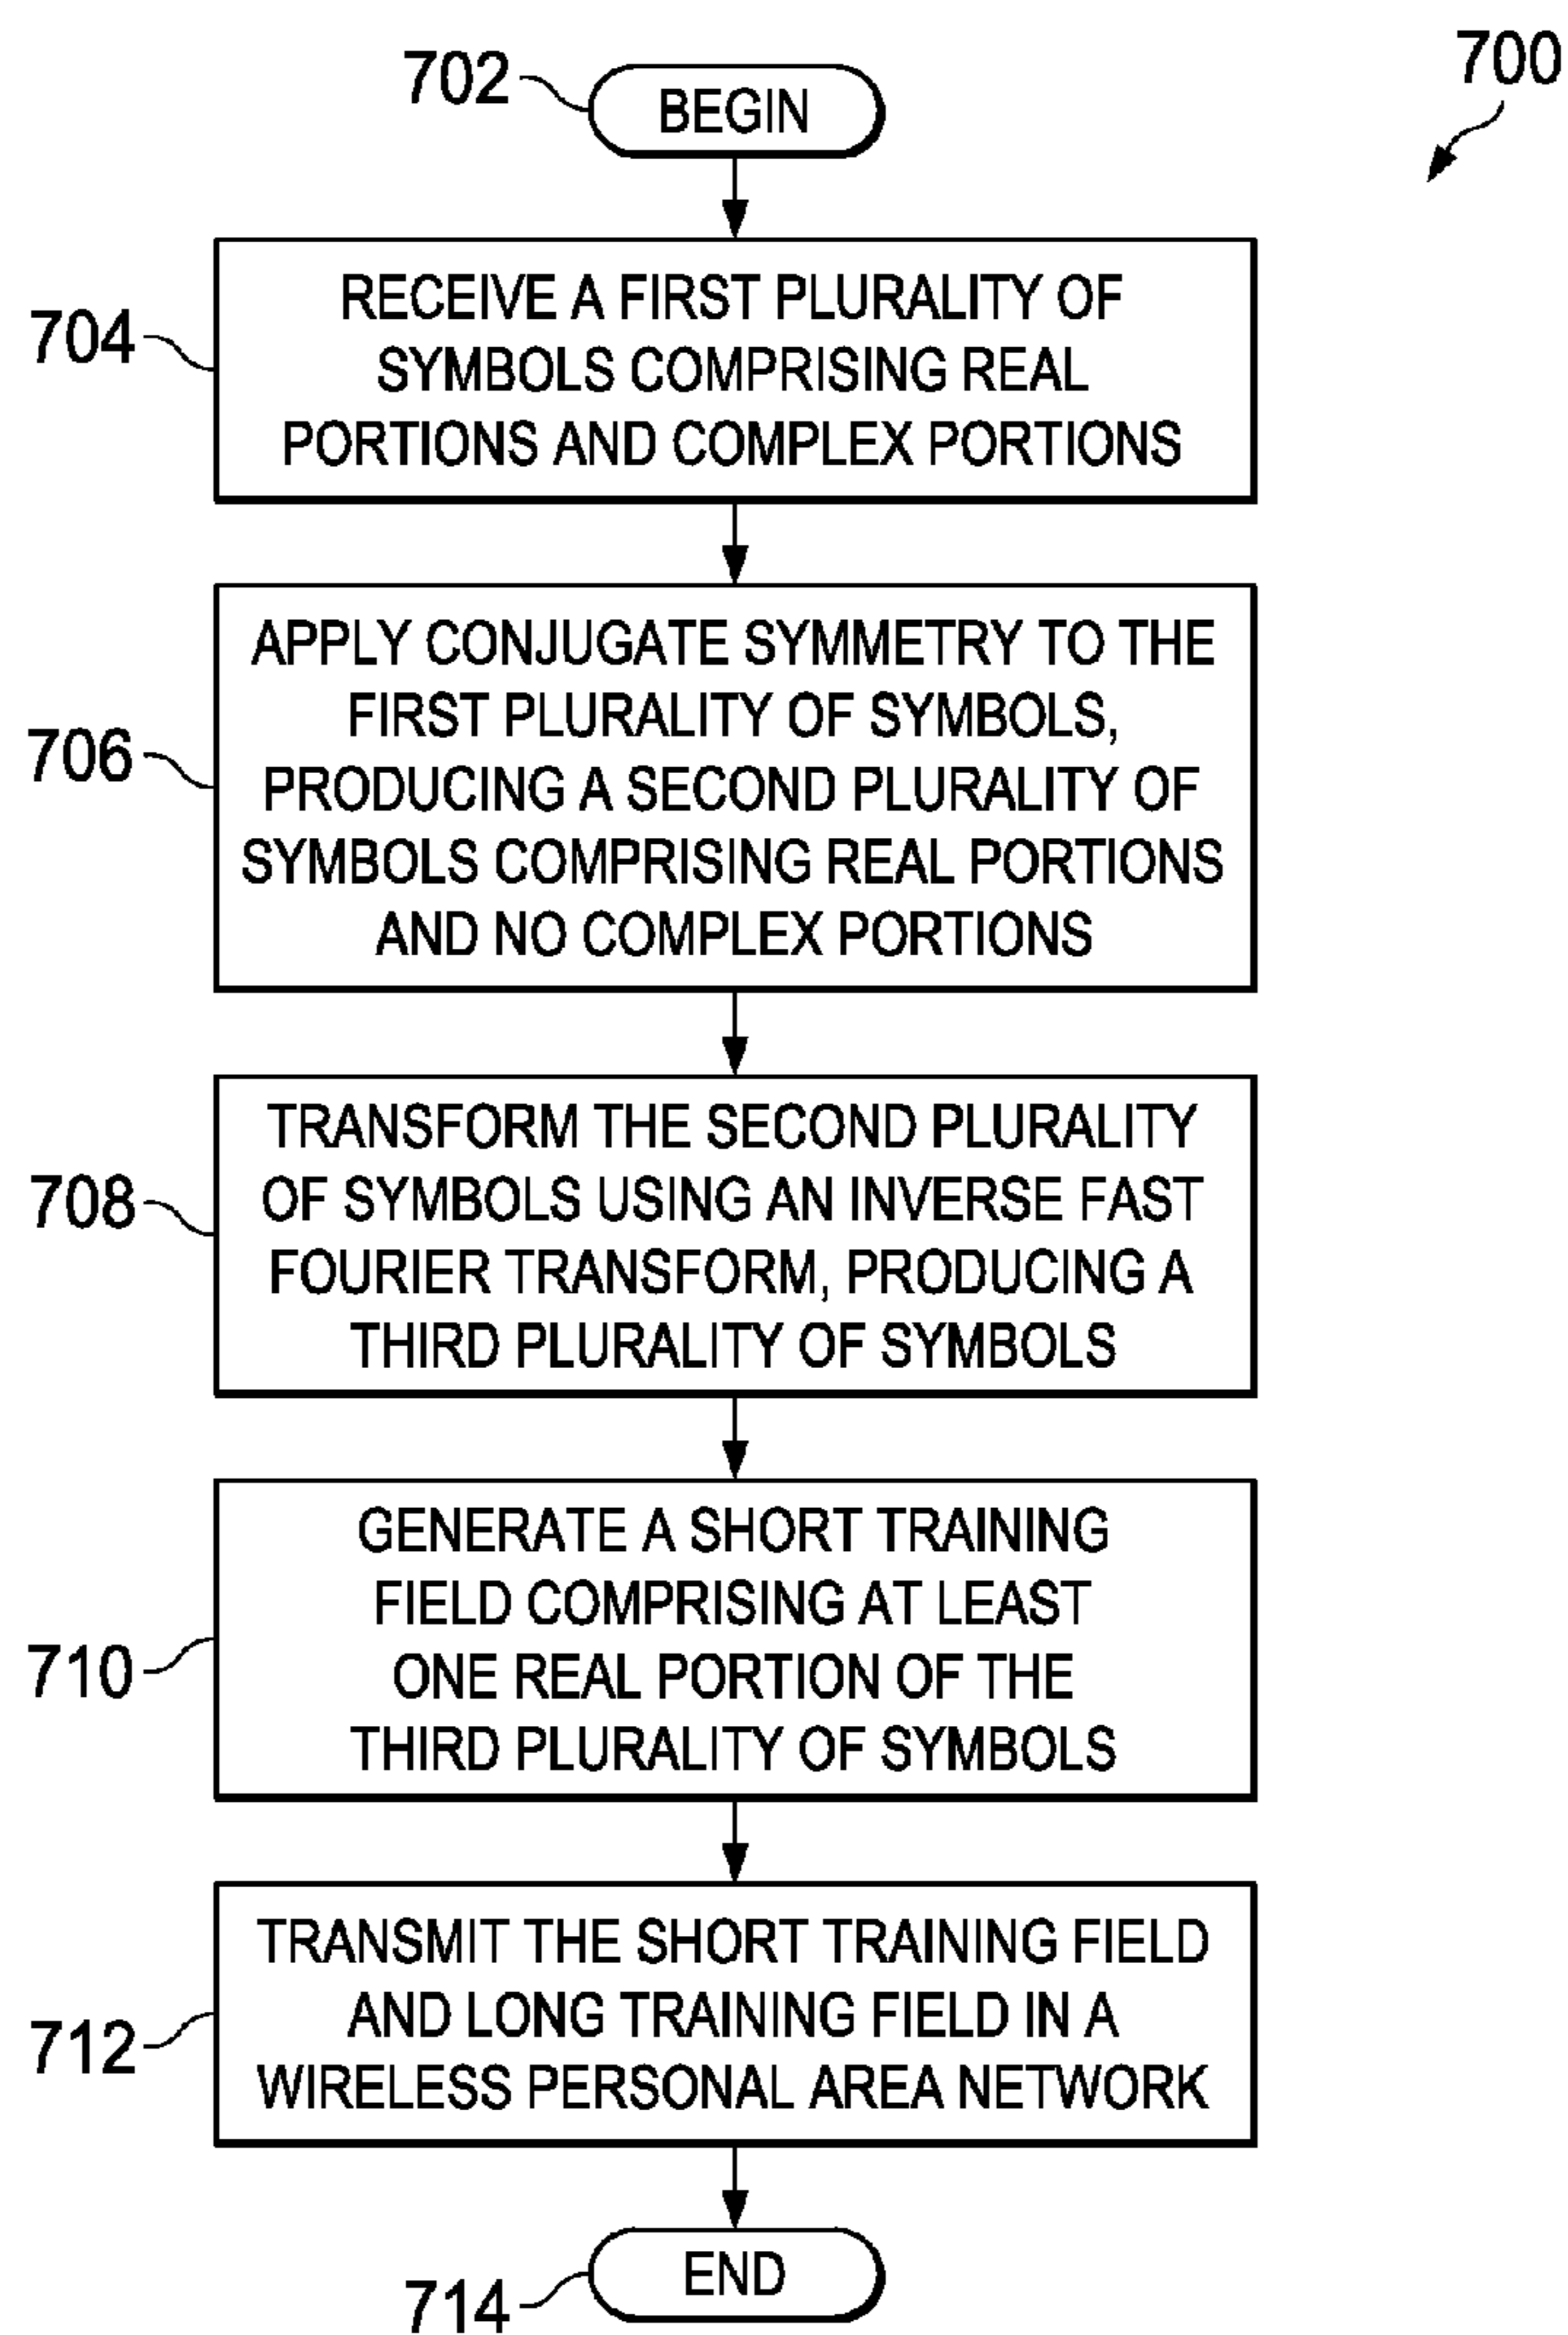 700
702
BEGIN
704
RECEIVE A FIRST PLURALITY OF
SYMBOLS COMPRISING REAL
PORTIONS AND COMPLEX PORTIONS
706
APPLY CONJUGATE SYMMETRY TO THE
FIRST PLURALITY OF SYMBOLS,
PRODUCING A SECOND PLURALITY OF
SYMBOLS COMPRISING REAL PORTIONS
AND NO COMPLEX PORTIONS
708
TRANSFORM THE SECOND PLURALITY
OF SYMBOLS USING AN INVERSE FAST
FOURIER TRANSFORM, PRODUCING A
THIRD PLURALITY OF SYMBOLS
710
GENERATE A SHORT TRAINING
FIELD COMPRISING AT LEAST
ONE REAL PORTION OF THE
THIRD PLURALITY OF SYMBOLS
712
TRANSMIT THE SHORT TRAINING FIELD
AND LONG TRAINING FIELD IN A
WIRELESS PERSONAL AREA NETWORK
714
END